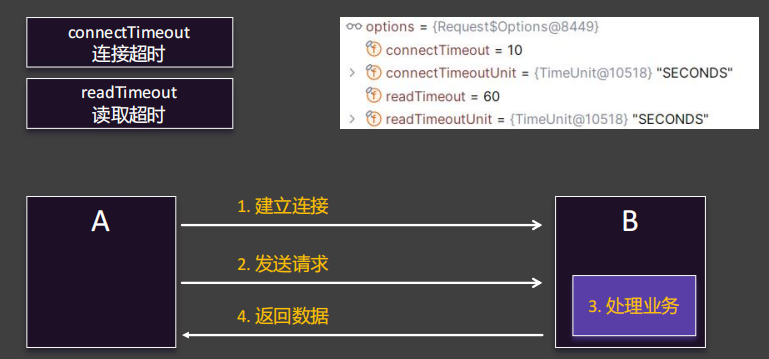 connectTimeout
连接超时
readTimeout
读取超时
options = {Request$Options@8449}
connectTimeout = 10
connectTimeoutUnit = {TimeUnit@10518} "SECONDS"
readTimeout = 60
readTimeoutUnit = {TimeUnit@10518} "SECONDS"
A
1. 建立连接
2. 发送请求
4. 返回数据
B
3. 处理业务